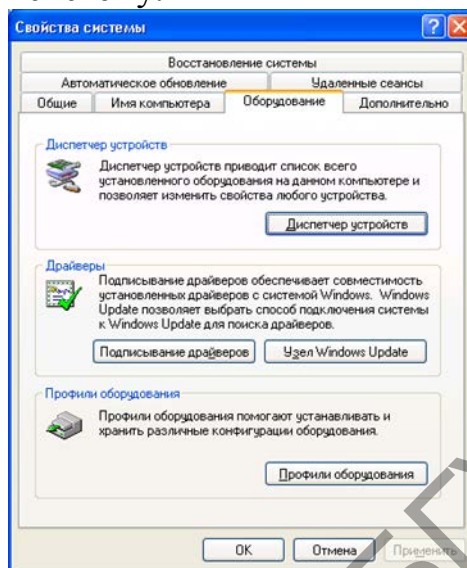 Свойства системы
Восстановление системы
Автоматическое обновление Удаленные сеансы
Общие Имя компьютера Оборудование Дополнительно
Диспетчер устройств
Диспетчер устройств приводит список всего
установленного оборудования на данном компьютере и
позволяет изменить свойства любого устройства.
Диспетчер устройств
Драйверы
Подписывание драйверов обеспечивает совместимость
установленных драйверов с системой Windows. Windows
Update позволяет выбрать способ подключения системы
к Windows Update для поиска драйверов.
Подписывание драйверов Узел Windows Update
Профили оборудования
Профили оборудования помогают устанавливать и
хранить различные конфигурации оборудования.
Профили оборудования
OK Отмена Применить